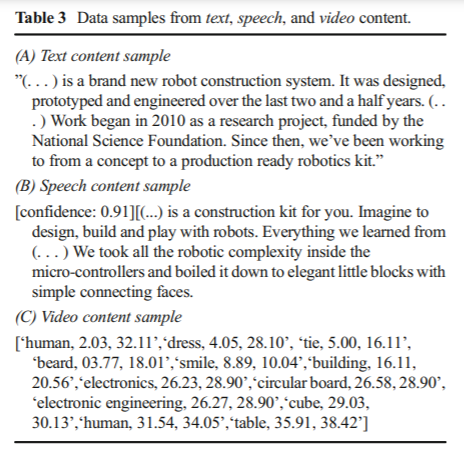 Table 3 Data samples from text, speech, and video content.
(A) Text content sample
”(. . . ) is a brand new robot construction system. It was designed,
prototyped and engineered over the last two and a half years. (. .
. ) Work began in 2010 as a research project, funded by the
National Science Foundation. Since then, we’ve been working
to from a concept to a production ready robotics kit.”
(B) Speech content sample
[confidence: 0.91][(...) is a construction kit for you. Imagine to
design, build and play with robots. Everything we learned from
(. . . ) We took all the robotic complexity inside the
micro-controllers and boiled it down to elegant little blocks with
simple connecting faces.
(C) Video content sample
[‘human, 2.03, 32.11’,‘dress, 4.05, 28.10’, ‘tie, 5.00, 16.11’,
‘beard, 03.77, 18.01’,‘smile, 8.89, 10.04’,‘building, 16.11,
20.56’,‘electronics, 26.23, 28.90’,‘circular board, 26.58, 28.90’,
‘electronic engineering, 26.27, 28.90’,‘cube, 29.03,
30.13’,‘human, 31.54, 34.05’,‘table, 35.91, 38.42’]